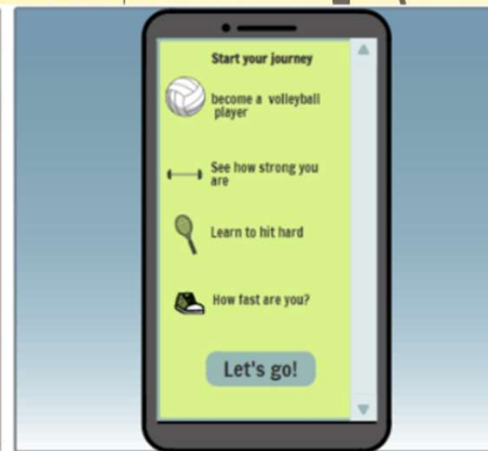 Start your journey
become a volleyball
player
See how strong you
are
Learn to hit hard
How fast are you?
Let's go!